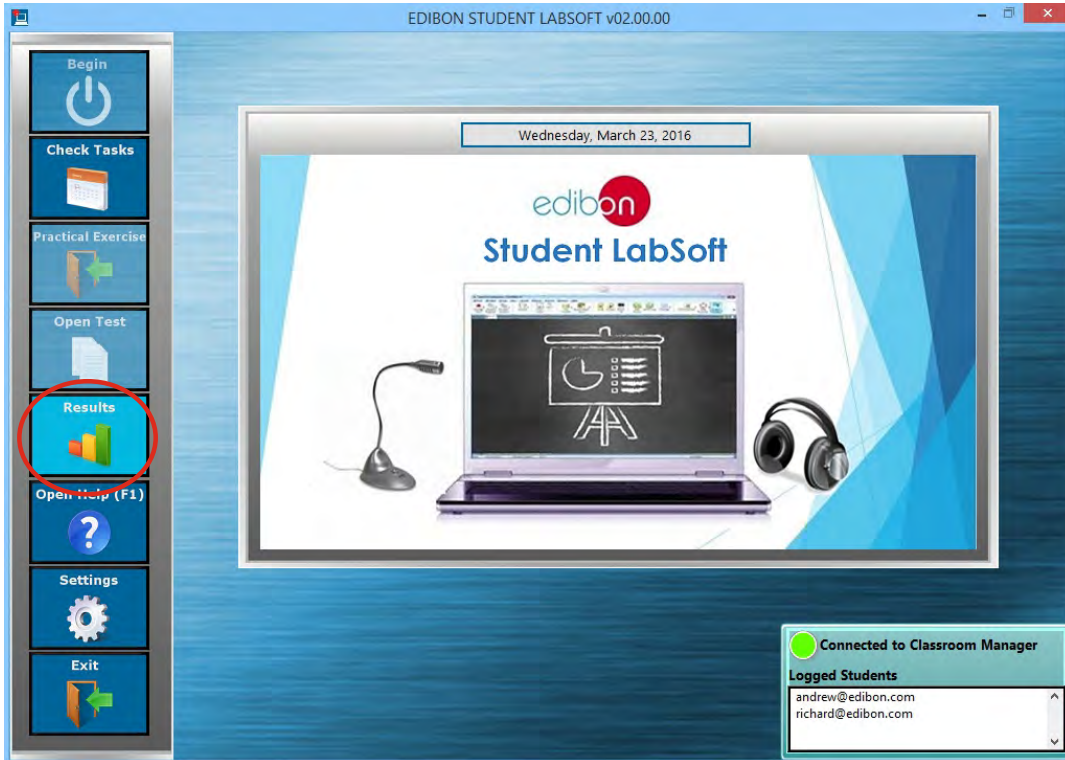 EDIBON STUDENT LABSOFT v02.00.00
Begin
Check Tasks
Practical Exercise
Open Test
Results
Open Help (F1)
Settings
Exit
Wednesday, March 23, 2016
edibon
Student LabSoft
Connected to Classroom Manager
Logged Students
andrew@edibon.com
richard@edibon.com